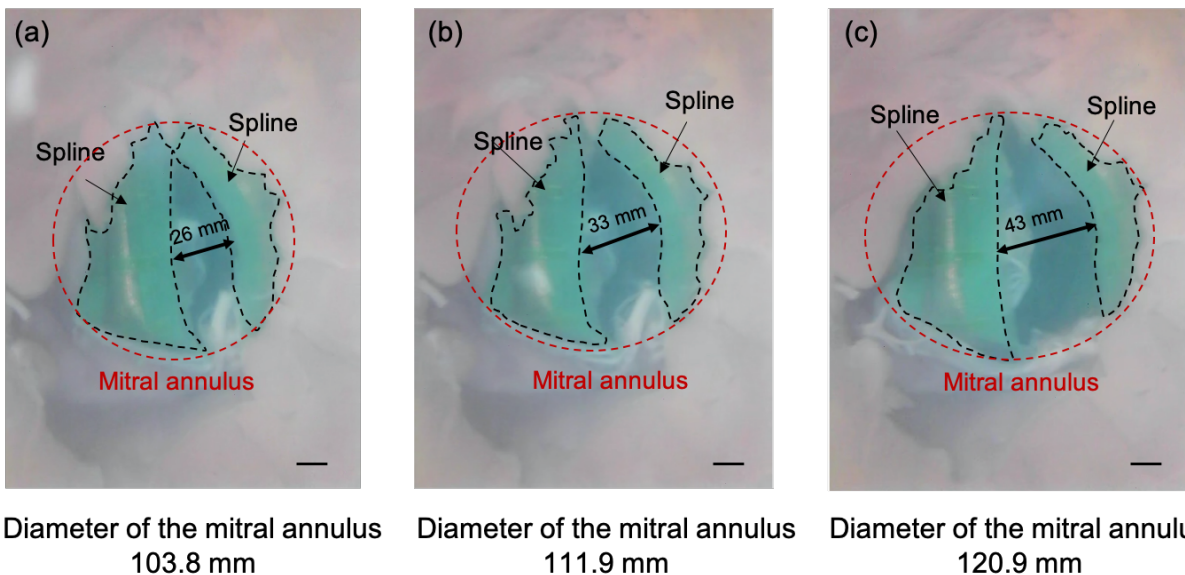 (a)
Spline
Spline
26 mm
Mitral annulus
Diameter of the mitral annulus
103.8 mm
(b)
Spline
Spline
33 mm
Mitral annulus
Diameter of the mitral annulus
111.9 mm
(c)
Spline
Spline
43 mm
Mitral annulus
Diameter of the mitral annulu
120.9 mm